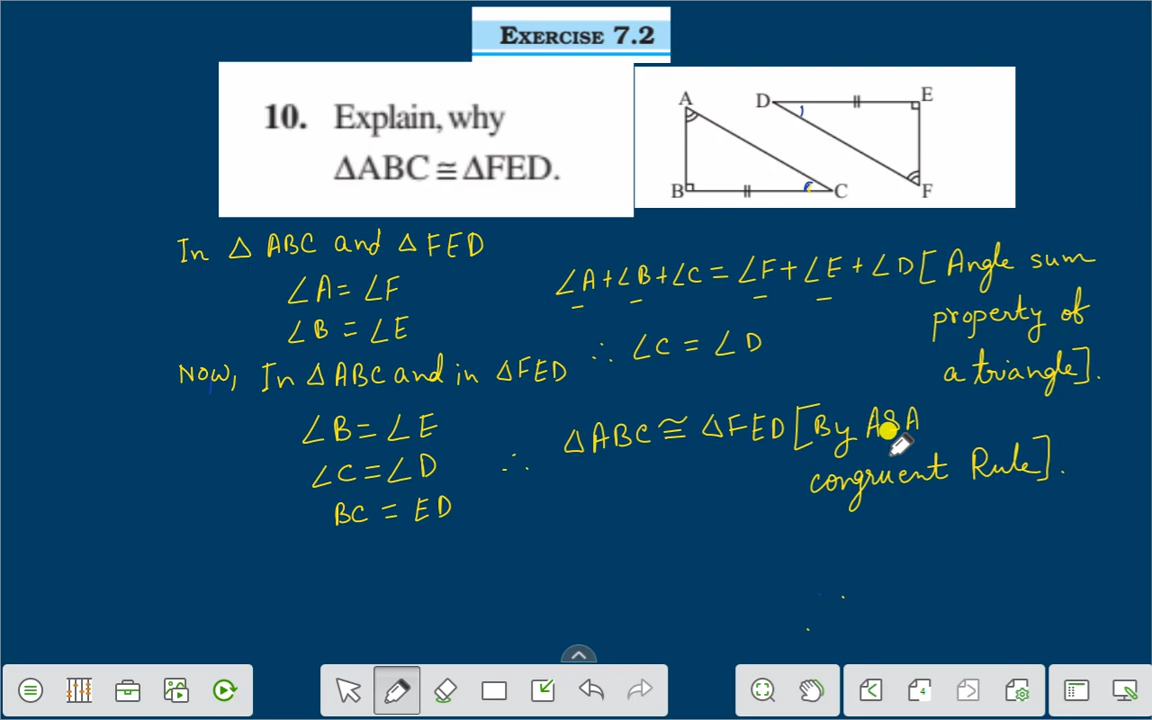 EXERCISE 7.2
10. Explain, why
ΔABC ≅ ΔFED.
A
D
E
B
C
F
In Δ ABC and Δ FED
∠A = ∠F
∠B = ∠E
∠A+∠B+∠C = ∠F+∠E+∠D [Angle sum
property of
a triangle].
∴ ∠C = ∠D
Now, In Δ ABC and in Δ FED
∠B = ∠E
∠C = ∠D
BC = ED
∴ ΔABC ≅ ΔFED [By ASA
congruent Rule].
4